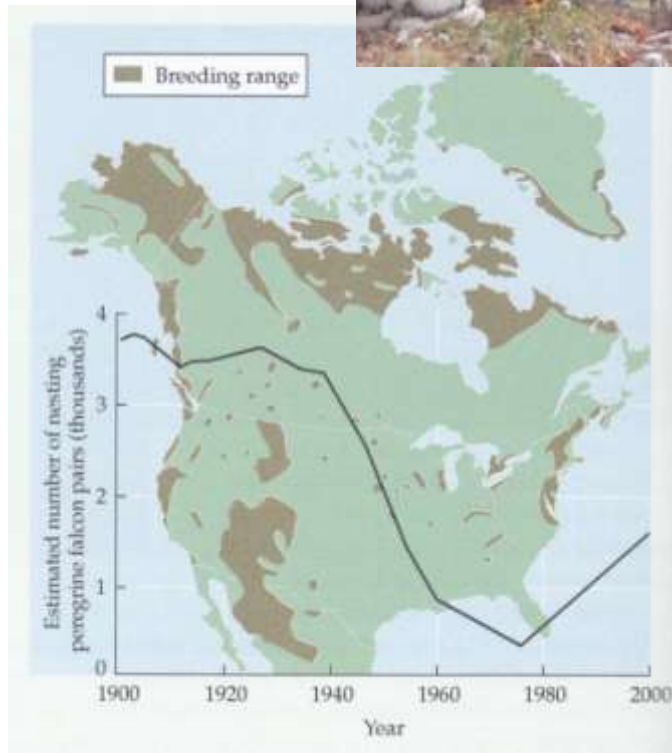 Breeding range
Estimated number of nesting
peregrine falcon pairs (thousands)
4
3
2
1
0
1900
1920
1940
1960
1980
2000
Year